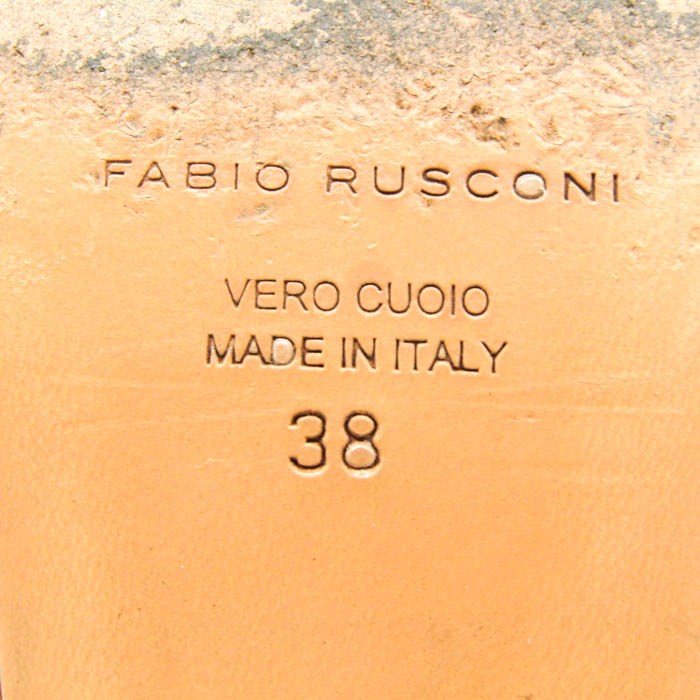 FABIO RUSCONI
VERO CUOIO
MADE IN ITALY
38